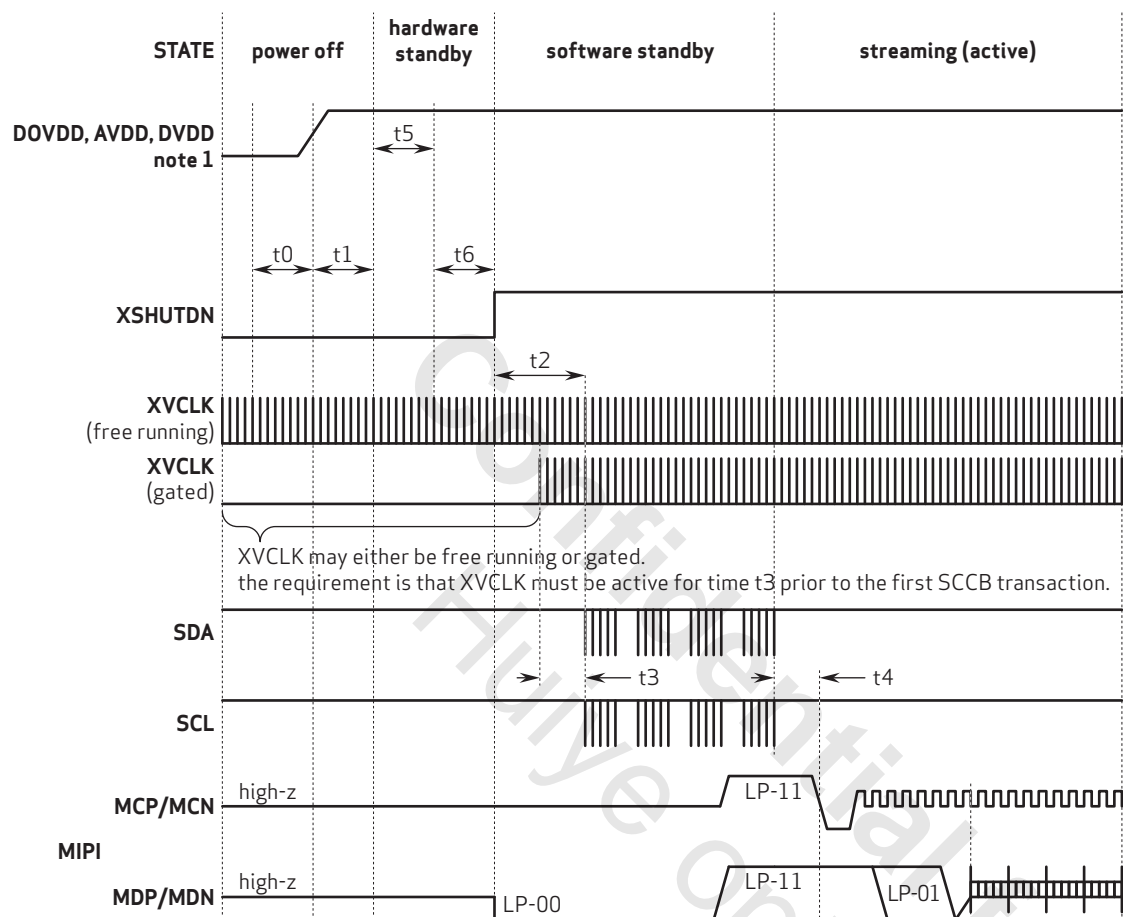 STATE power off hardware standby software standby streaming (active)
DOVDD, AVDD, DVDD
note 1
t5
t0 t1 t6
XSHUTDN
t2
XVCLK
(free running)
XVCLK
(gated)
XVCLK may either be free running or gated.
the requirement is that XVCLK must be active for time t3 prior to the first SCCB transaction.
SDA
t3 t4
SCL
high-z LP-11
MCP/MCN
MIPI
high-z LP-11
MDP/MDN LP-00 LP-01
Confidential
Huiye